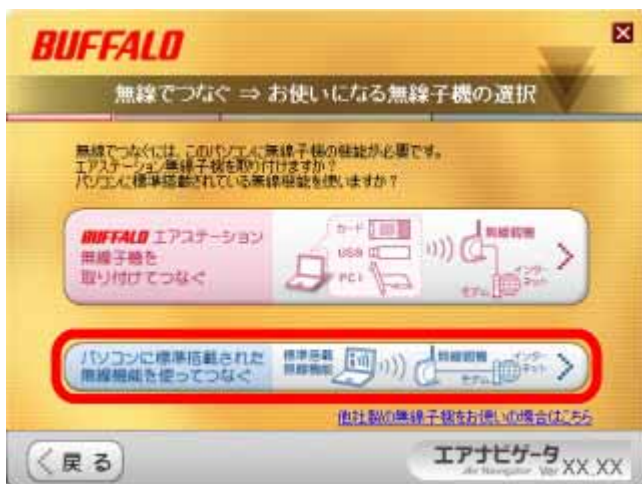 BUFFALO
無線でつなぐ ⇒ お使いになる無線子機の選択
無線でつなぐには、このパソコンに無線子機の機能が必要です。
エアステーション無線子機を取り付けますか?
パソコンに標準搭載されている無線機能を使いますか?
BUFFALO エアステーション
無線子機を
取り付けてつなぐ
カード
USB
PCI
無線親機
モデム
インターネット
パソコンに標準搭載された
無線機能を使ってつなぐ
標準搭載
無線機能
無線親機
モデム
インターネット
他社製の無線子機をお使いの場合はこちら
戻る
エアナビゲータ
Air Navigator Ver XX.XX